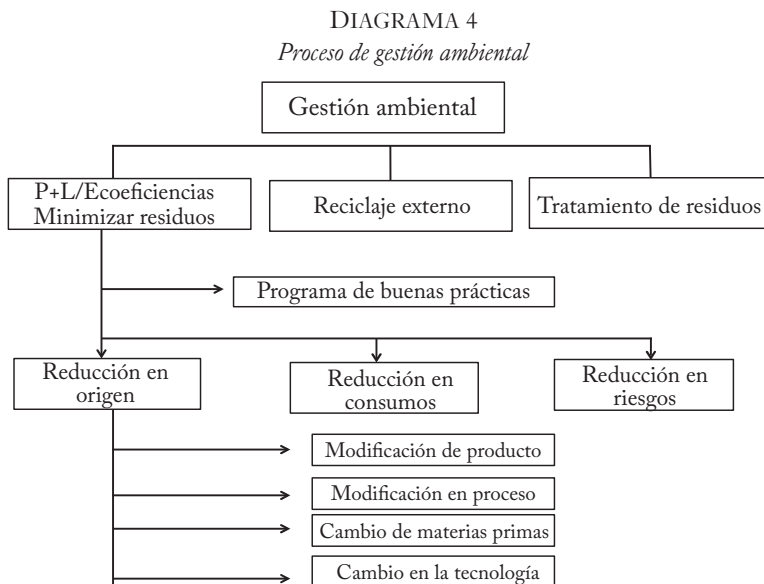 DIAGRAMA 4
Proceso de gestión ambiental
Gestión ambiental
P+L/Ecoeficiencias
Minimizar residuos
Reciclaje externo
Tratamiento de residuos
Programa de buenas prácticas
Reducción en
origen
Reducción en
consumos
Reducción en
riesgos
Modificación de producto
Modificación en proceso
Cambio de materias primas
Cambio en la tecnología